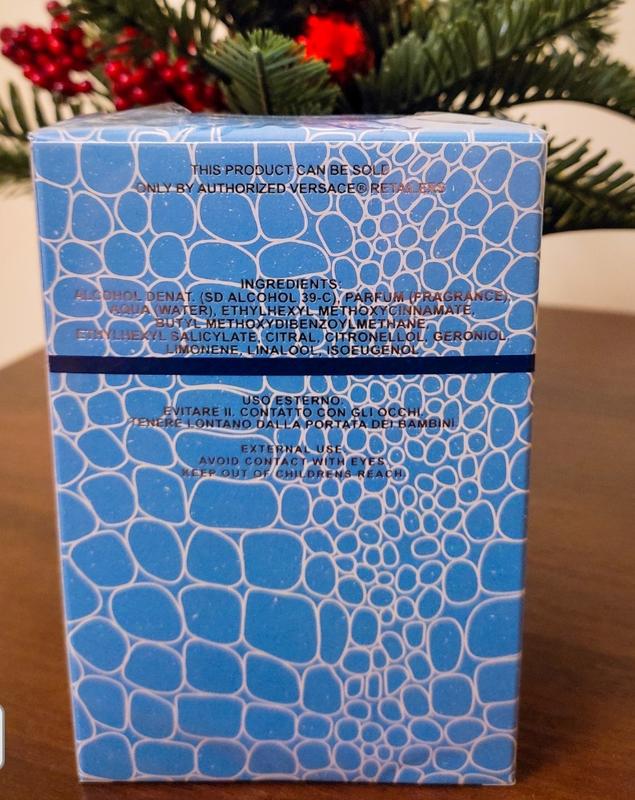 THIS PRODUCT CAN BE SOLD
ONLY BY AUTHORIZED VERSACE® RETAILERS
INGREDIENTS:
ALCOHOL DENAT. (SD ALCOHOL 39-C), PARFUM (FRAGRANCE),
AQUA (WATER), ETHYLHEXYL METHOXYCINNAMATE,
BUTYL METHOXYDIBENZOYLMETHANE,
ETHYLHEXYL SALICYLATE, CITRAL, CITRONELLOL, GERANIOL,
LIMONENE, LINALOOL, ISOEUGENOL
USO ESTERNO.
EVITARE IL CONTATTO CON GLI OCCHI.
TENERE LONTANO DALLA PORTATA DEI BAMBINI.
EXTERNAL USE.
AVOID CONTACT WITH EYES.
KEEP OUT OF CHILDRENS REACH.